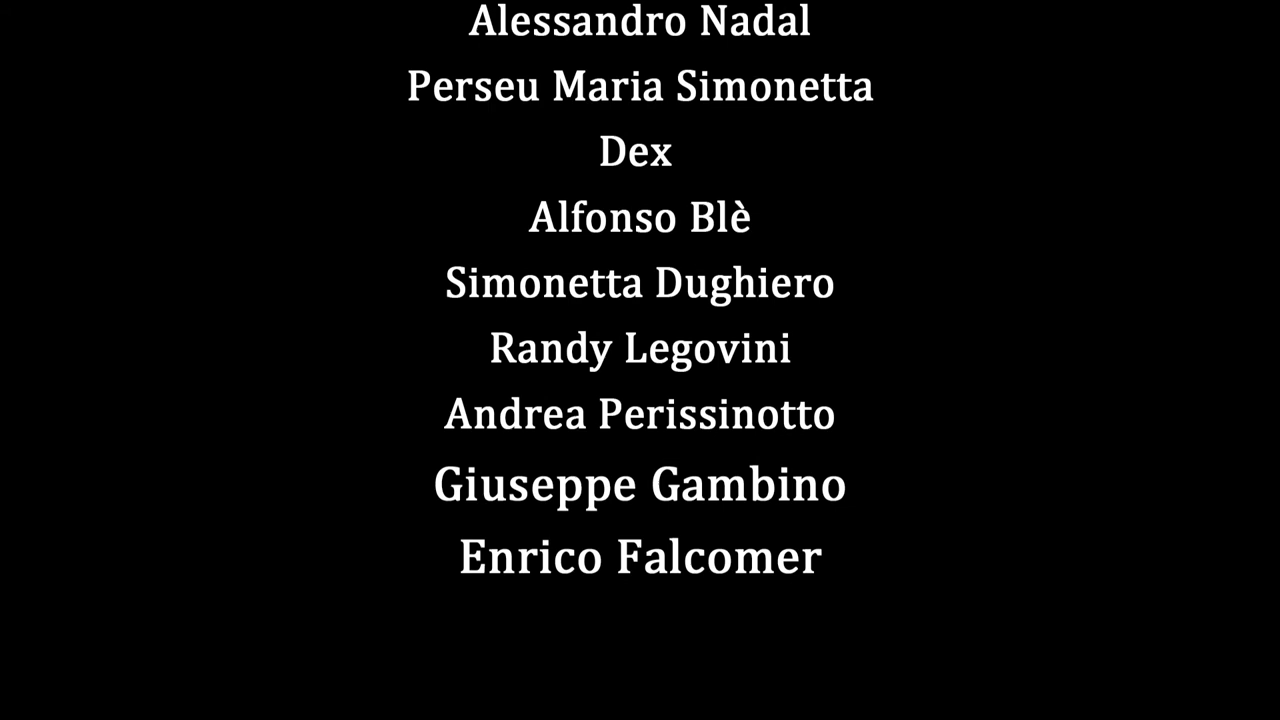 Alessandro Nadal
Perseu Maria Simonetta
Dex
Alfonso Blè
Simonetta Dughiero
Randy Legovini
Andrea Perissinotto
Giuseppe Gambino
Enrico Falcomer